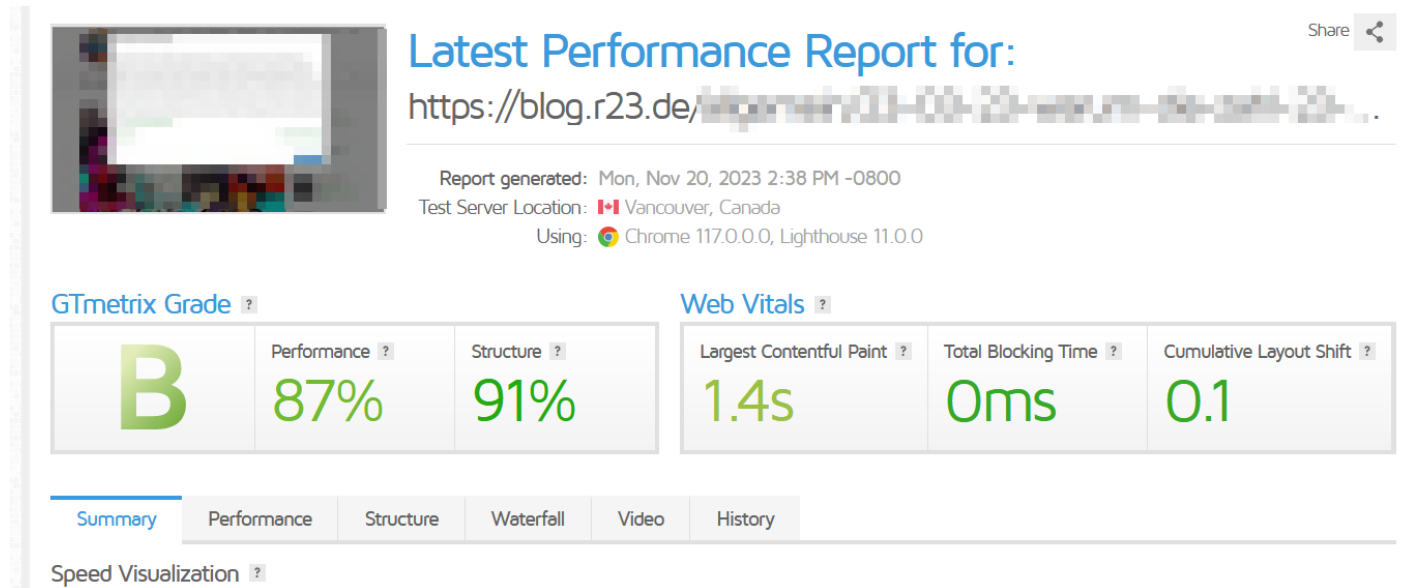 Share
Latest Performance Report for:
https://blog.r23.de/
Report generated: Mon, Nov 20, 2023 2:38 PM -0800
Test Server Location: Vancouver, Canada
Using: Chrome 117.0.0.0, Lighthouse 11.0.0
GTmetrix Grade ?
Web Vitals ?
B
Performance ?
87%
Structure ?
91%
Largest Contentful Paint ?
1.4s
Total Blocking Time ?
0ms
Cumulative Layout Shift ?
0.1
Summary Performance Structure Waterfall Video History
Speed Visualization ?